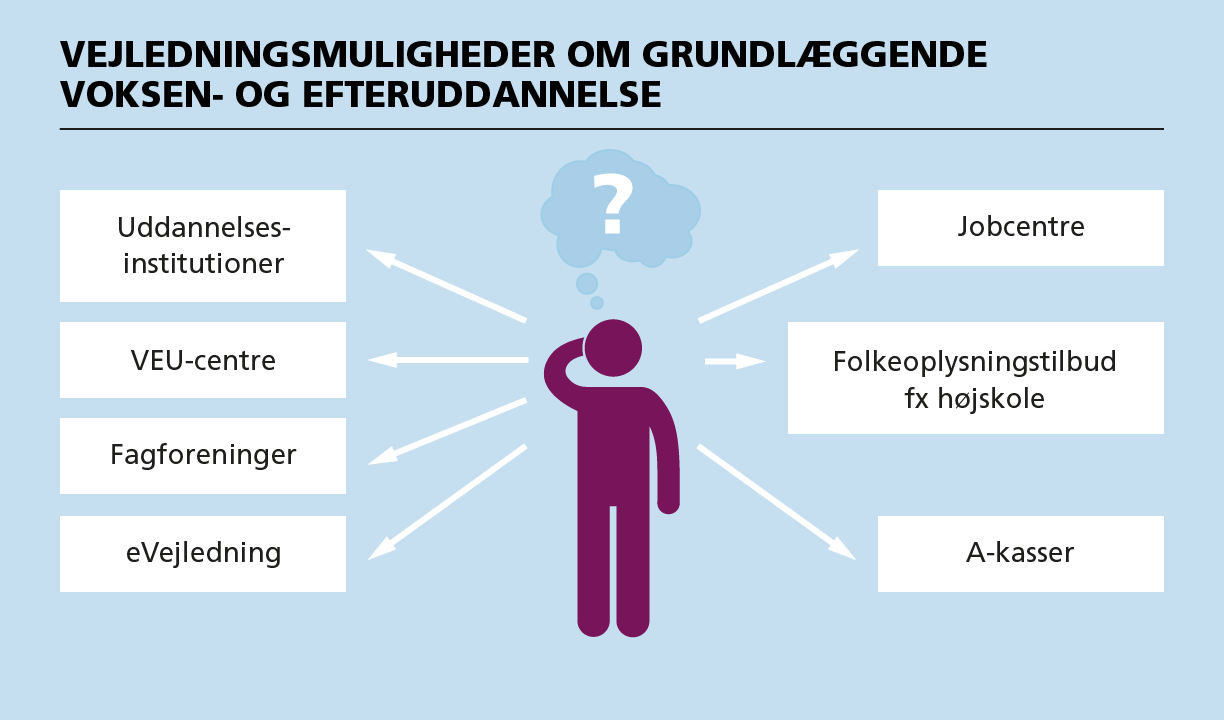 VEJLEDNINGSMULIGHEDER OM GRUNDLÆGGENDE
VOKSEN- OG EFTERUDDANNELSE
?
Uddannelses-
institutioner
VEU-centre
Fagforeninger
eVejledning
Jobcentre
Folkeoplysningstilbud
fx højskole
A-kasser